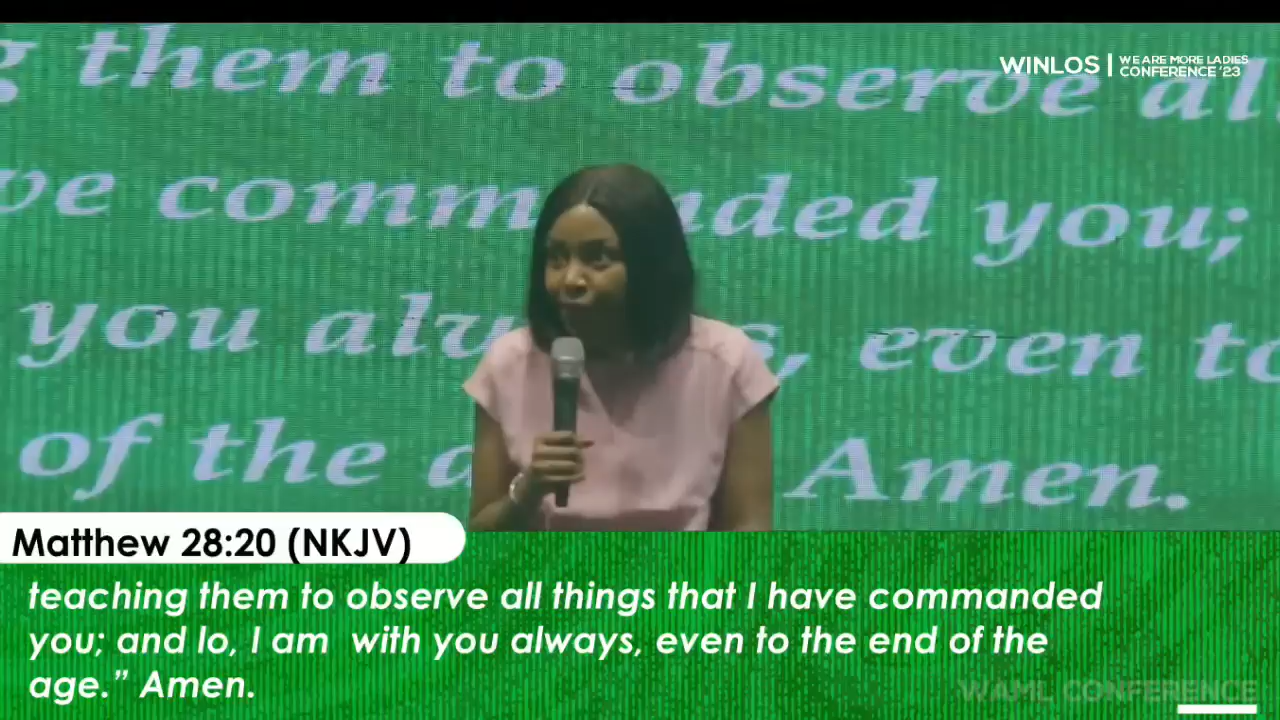 g them to observe al
WINLOS | WE ARE MORE LADIES
CONFERENCE '23
ve comm nded you;
you alw s, even to
of the a Amen.
Matthew 28:20 (NKJV)
teaching them to observe all things that I have commanded
you; and lo, I am with you always, even to the end of the
age.” Amen.
WAML CONFERENCE